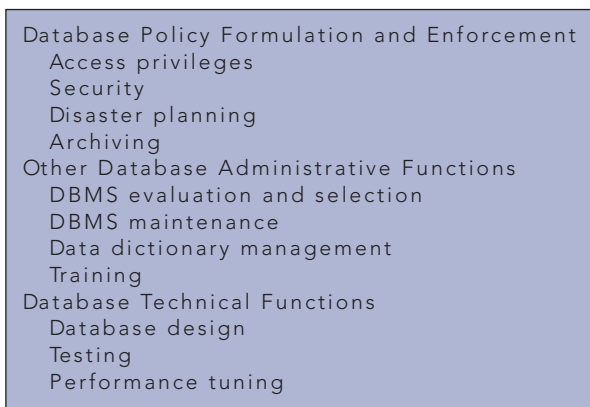 Database Policy Formulation and Enforcement
Access privileges
Security
Disaster planning
Archiving
Other Database Administrative Functions
DBMS evaluation and selection
DBMS maintenance
Data dictionary management
Training
Database Technical Functions
Database design
Testing
Performance tuning